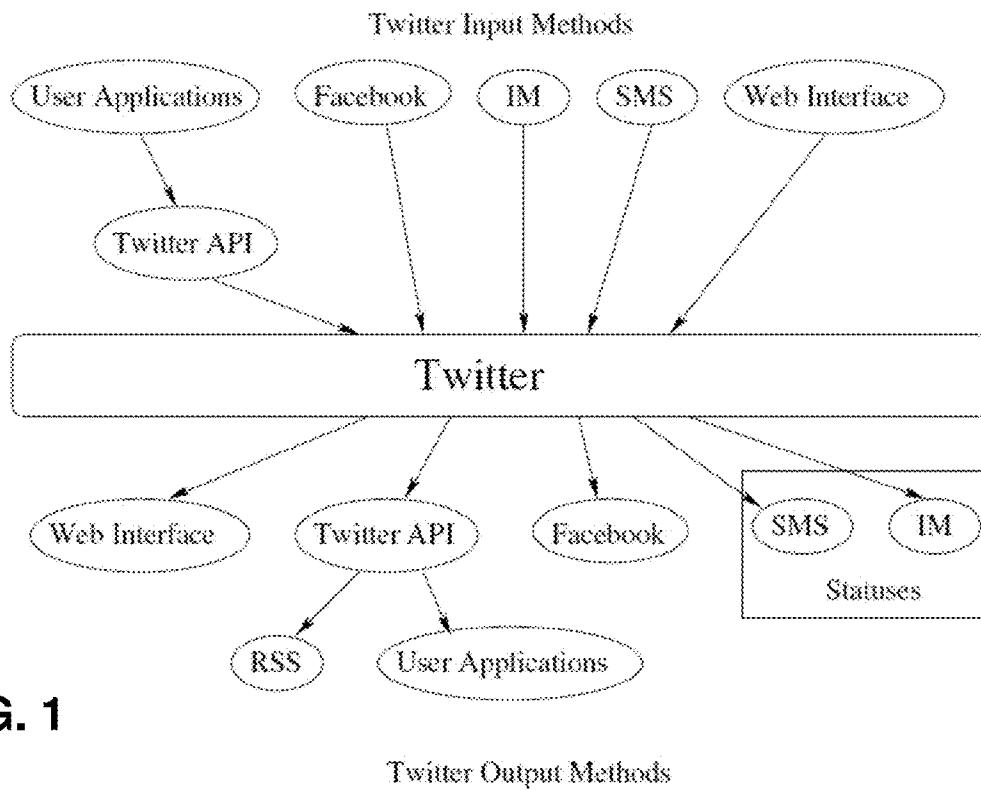 Twitter Input Methods
User Applications
Facebook
IM
SMS
Web Interface
Twitter API
Twitter
Web Interface
Twitter API
Facebook
SMS
IM
Statuses
RSS
User Applications
G. 1
Twitter Output Methods